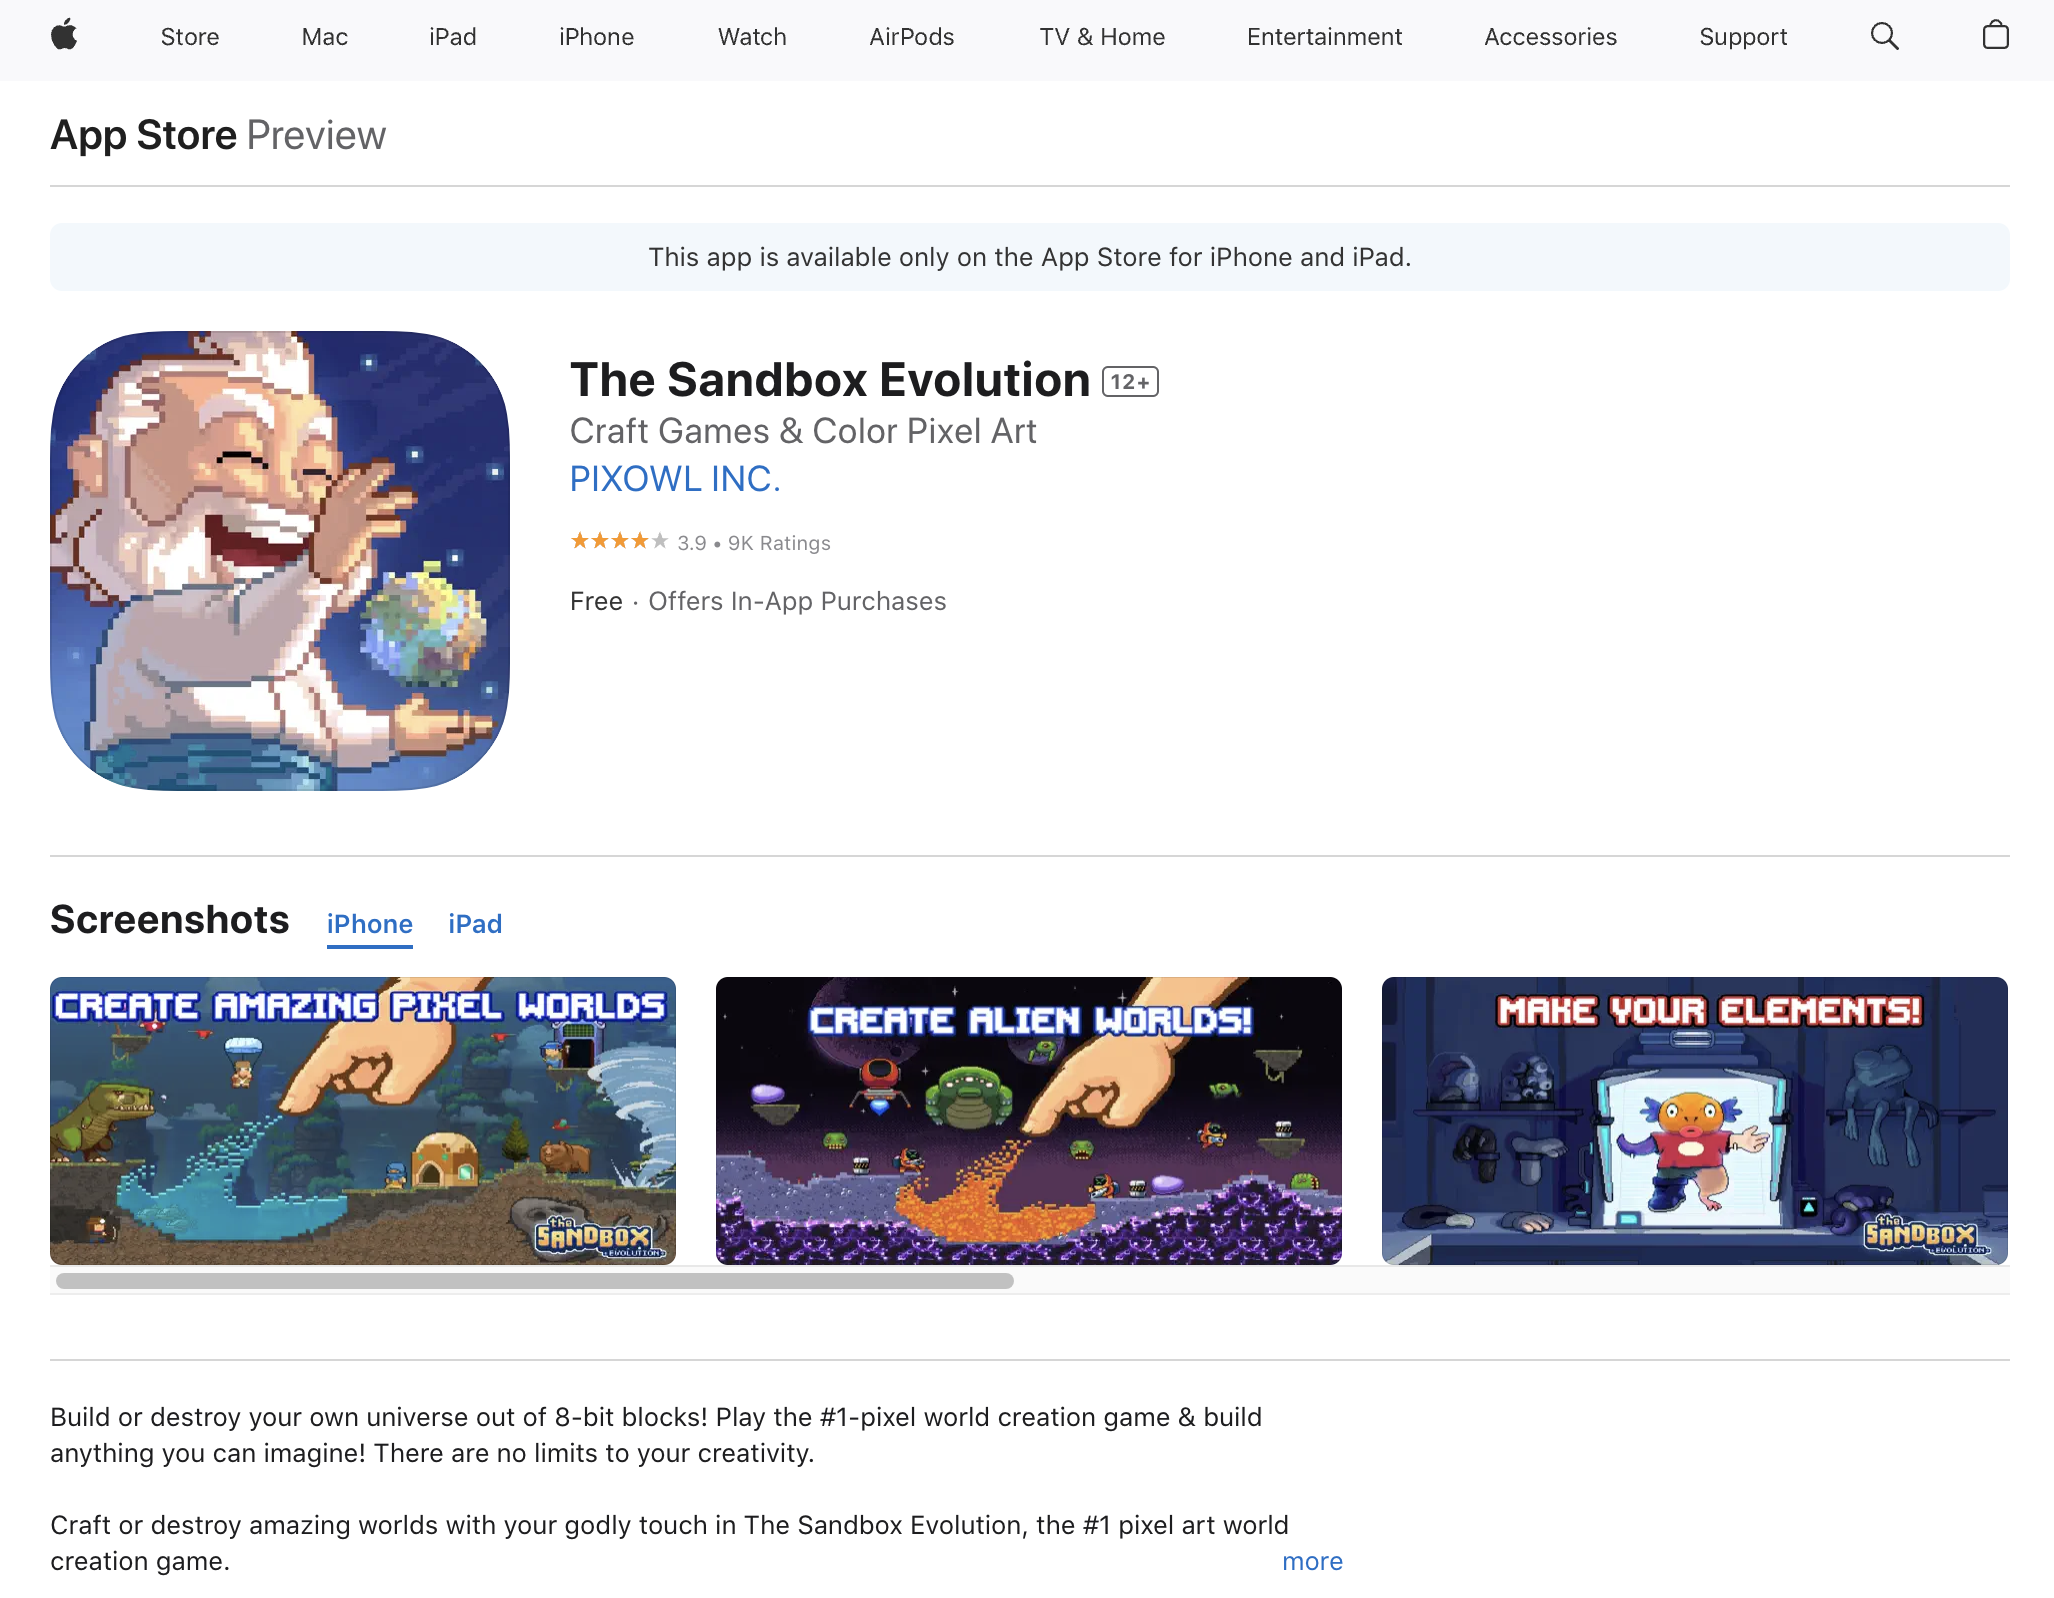 Store Mac iPad iPhone Watch AirPods TV & Home Entertainment Accessories Support
App Store Preview
This app is available only on the App Store for iPhone and iPad.
The Sandbox Evolution 12+
Craft Games & Color Pixel Art
PIXOWL INC.
3.9 • 9K Ratings
Free · Offers In-App Purchases
Screenshots iPhone iPad
CREATE AMAZING PIXEL WORLDS
the
SANDBOX
EVOLUTION
CREATE ALIEN WORLDS!
MAKE YOUR ELEMENTS!
the
SANDBOX
EVOLUTION
Build or destroy your own universe out of 8-bit blocks! Play the #1-pixel world creation game & build
anything you can imagine! There are no limits to your creativity.
Craft or destroy amazing worlds with your godly touch in The Sandbox Evolution, the #1 pixel art world
creation game.
more